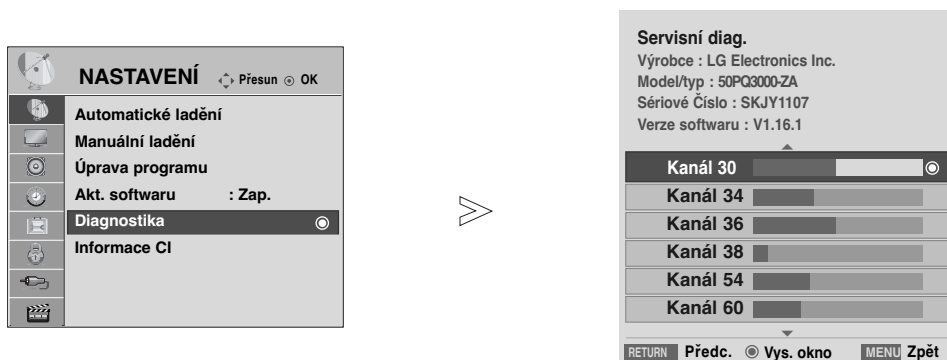 NASTAVENÍ Přesun OK
Automatické ladění
Manuální ladění
Úprava programu
Akt. softwaru : Zap.
Diagnostika
Informace CI
Servisní diag.
Výrobce : LG Electronics Inc.
Model/typ : 50PQ3000-ZA
Sériové Číslo : SKJY1107
Verze softwaru : V1.16.1
Kanál 30
Kanál 34
Kanál 36
Kanál 38
Kanál 54
Kanál 60
RETURN Předc. Vys. okno MENU Zpět